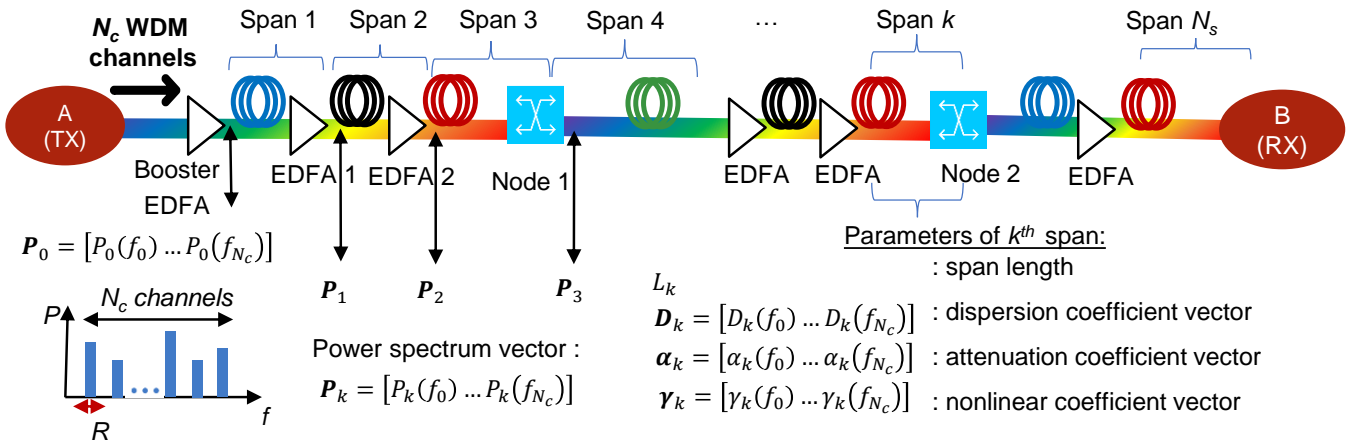 N_c WDM
channels
Span 1
Span 2
Span 3
Span 4
…
Span k
Span N_s
A
(TX)
B
(RX)
Booster
EDFA
EDFA 1
EDFA 2
Node 1
EDFA
EDFA
Node 2
EDFA
P_0 = [P_0(f_0) … P_0(f_{N_c})]
P_1
P_2
P_3
N_c channels
P
f
R
Power spectrum vector :
P_k = [P_k(f_0) … P_k(f_{N_c})]
Parameters of k^{th} span:
L_k : span length
D_k = [D_k(f_0) … D_k(f_{N_c})] : dispersion coefficient vector
α_k = [α_k(f_0) … α_k(f_{N_c})] : attenuation coefficient vector
γ_k = [γ_k(f_0) … γ_k(f_{N_c})] : nonlinear coefficient vector